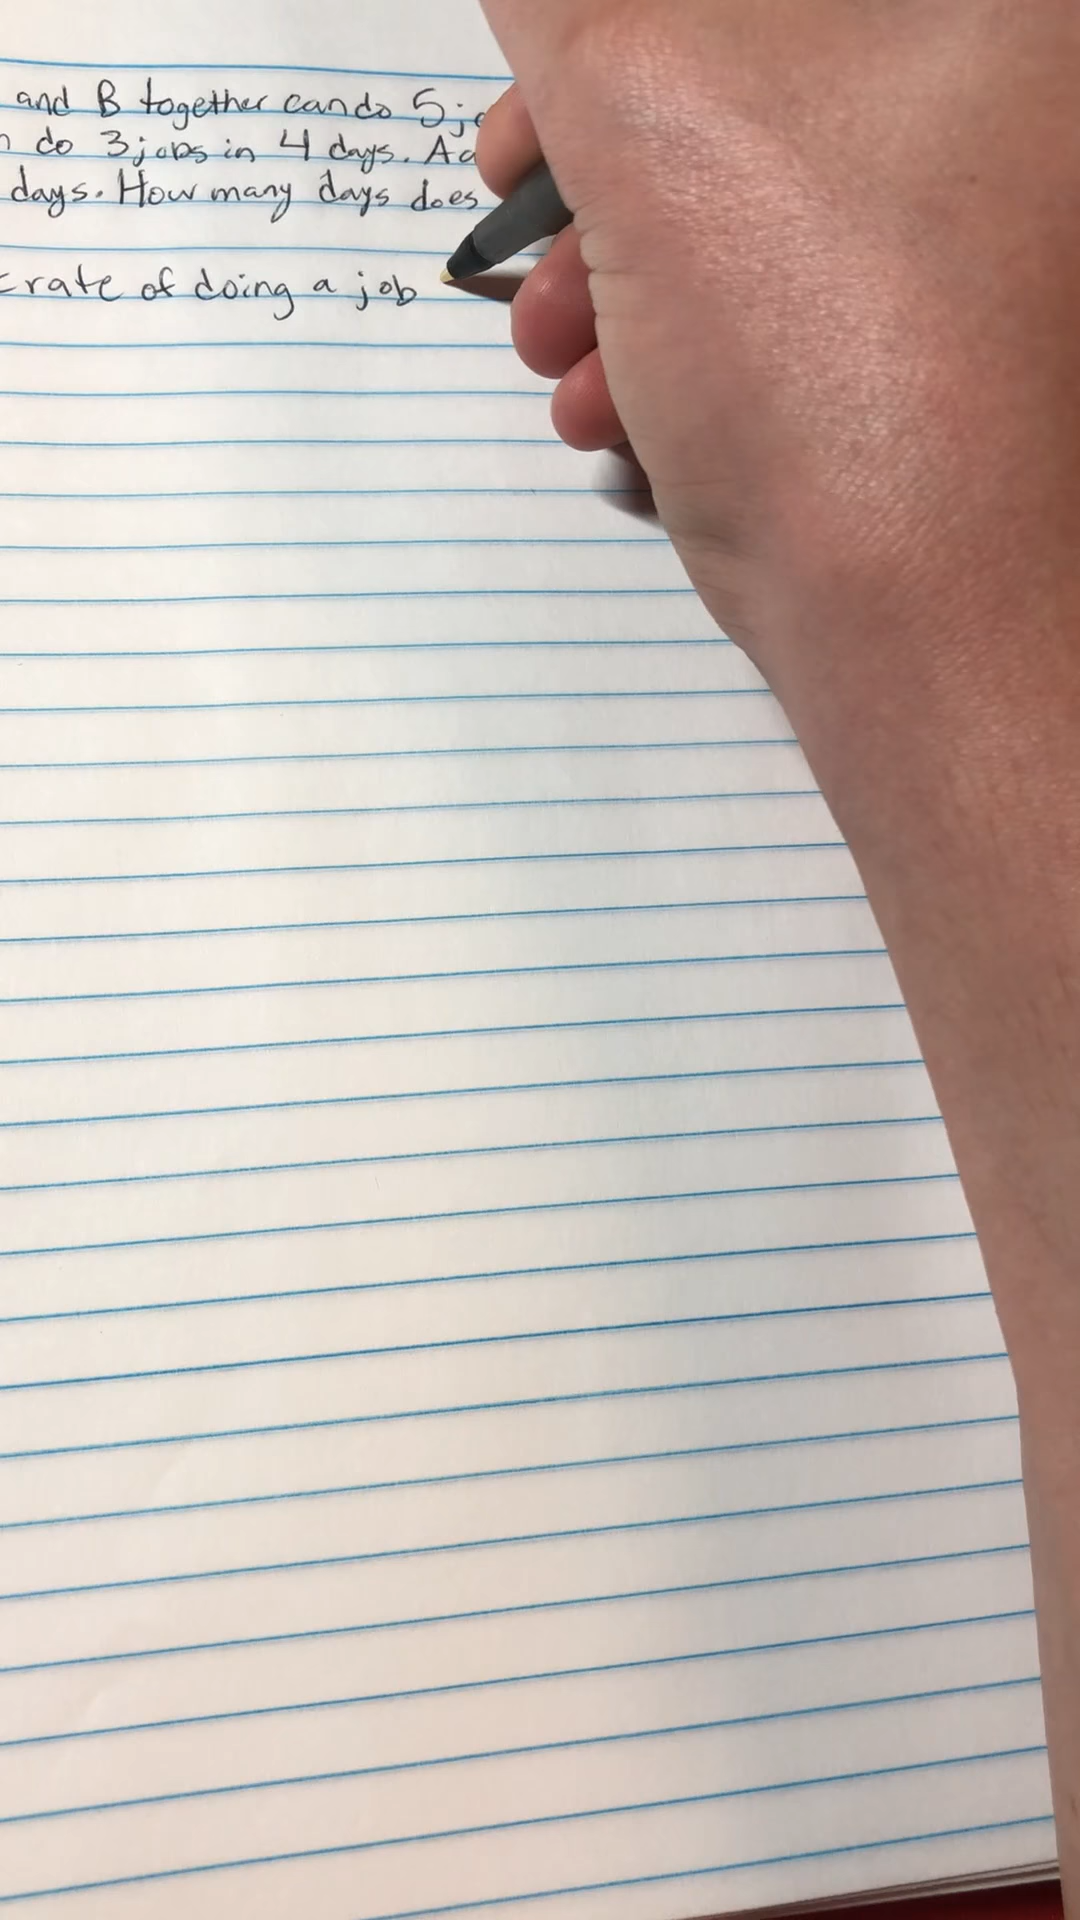 and B together can do 5
do 3 jobs in 4 days.
days. How many days does
rate of doing a job